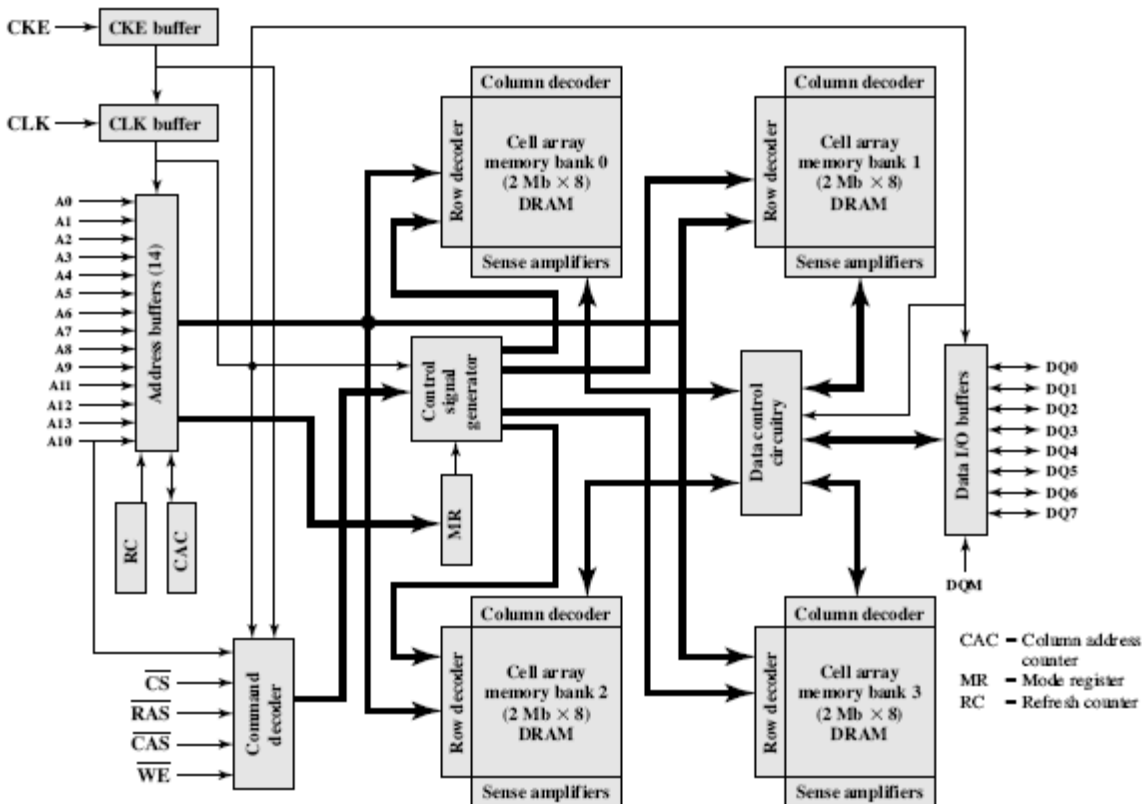 CKE
CKE buffer
CLK
CLK buffer
A0
A1
A2
A3
A4
A5
A6
A7
A8
A9
A11
A12
A13
A10
Address buffers (14)
RC
CAC
CS
RAS
CAS
WE
Command
decoder
Control
signal
generator
MR
Column decoder
Row decoder
Cell array
memory bank 0
(2 Mb × 8)
DRAM
Sense amplifiers
Column decoder
Row decoder
Cell array
memory bank 1
(2 Mb × 8)
DRAM
Sense amplifiers
Data control
circuitry
Data I/O buffers
DQ0
DQ1
DQ2
DQ3
DQ4
DQ5
DQ6
DQ7
DQM
Column decoder
Row decoder
Cell array
memory bank 2
(2 Mb × 8)
DRAM
Sense amplifiers
Column decoder
Row decoder
Cell array
memory bank 3
(2 Mb × 8)
DRAM
Sense amplifiers
CAC = Column address
counter
MR = Mode register
RC = Refresh counter